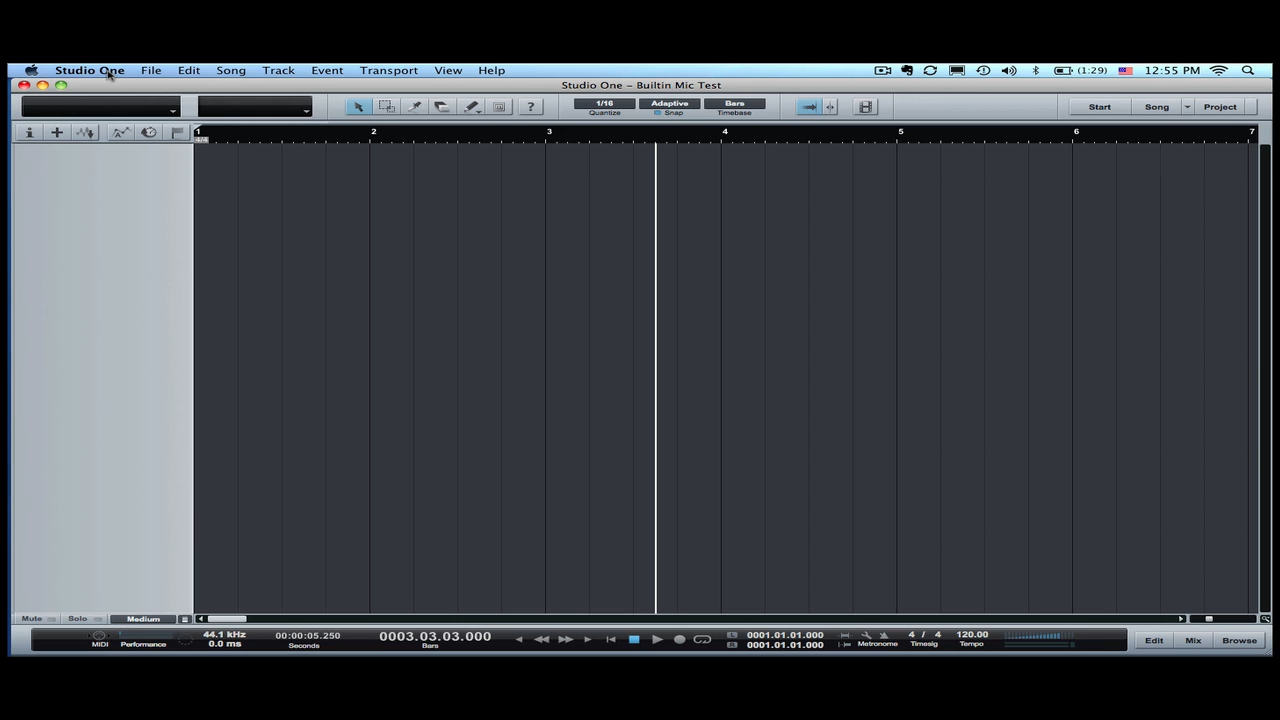 Studio One File Edit Song Track Event Transport View Help (1:29) 12:55 PM
Studio One – Builtin Mic Test
? 1/16 Quantize Adaptive Snap Bars Timebase Start Song Project
1 2 3 4 5 6 7
4/4
Mute Solo Medium
MIDI Performance 44.1 kHz 0.0 ms 00:00:05.250 Seconds 0003.03.03.000 Bars L 0001.01.01.000 R 0001.01.01.000 Metronome 4 / 4 Timesig 120.00 Tempo Edit Mix Browse